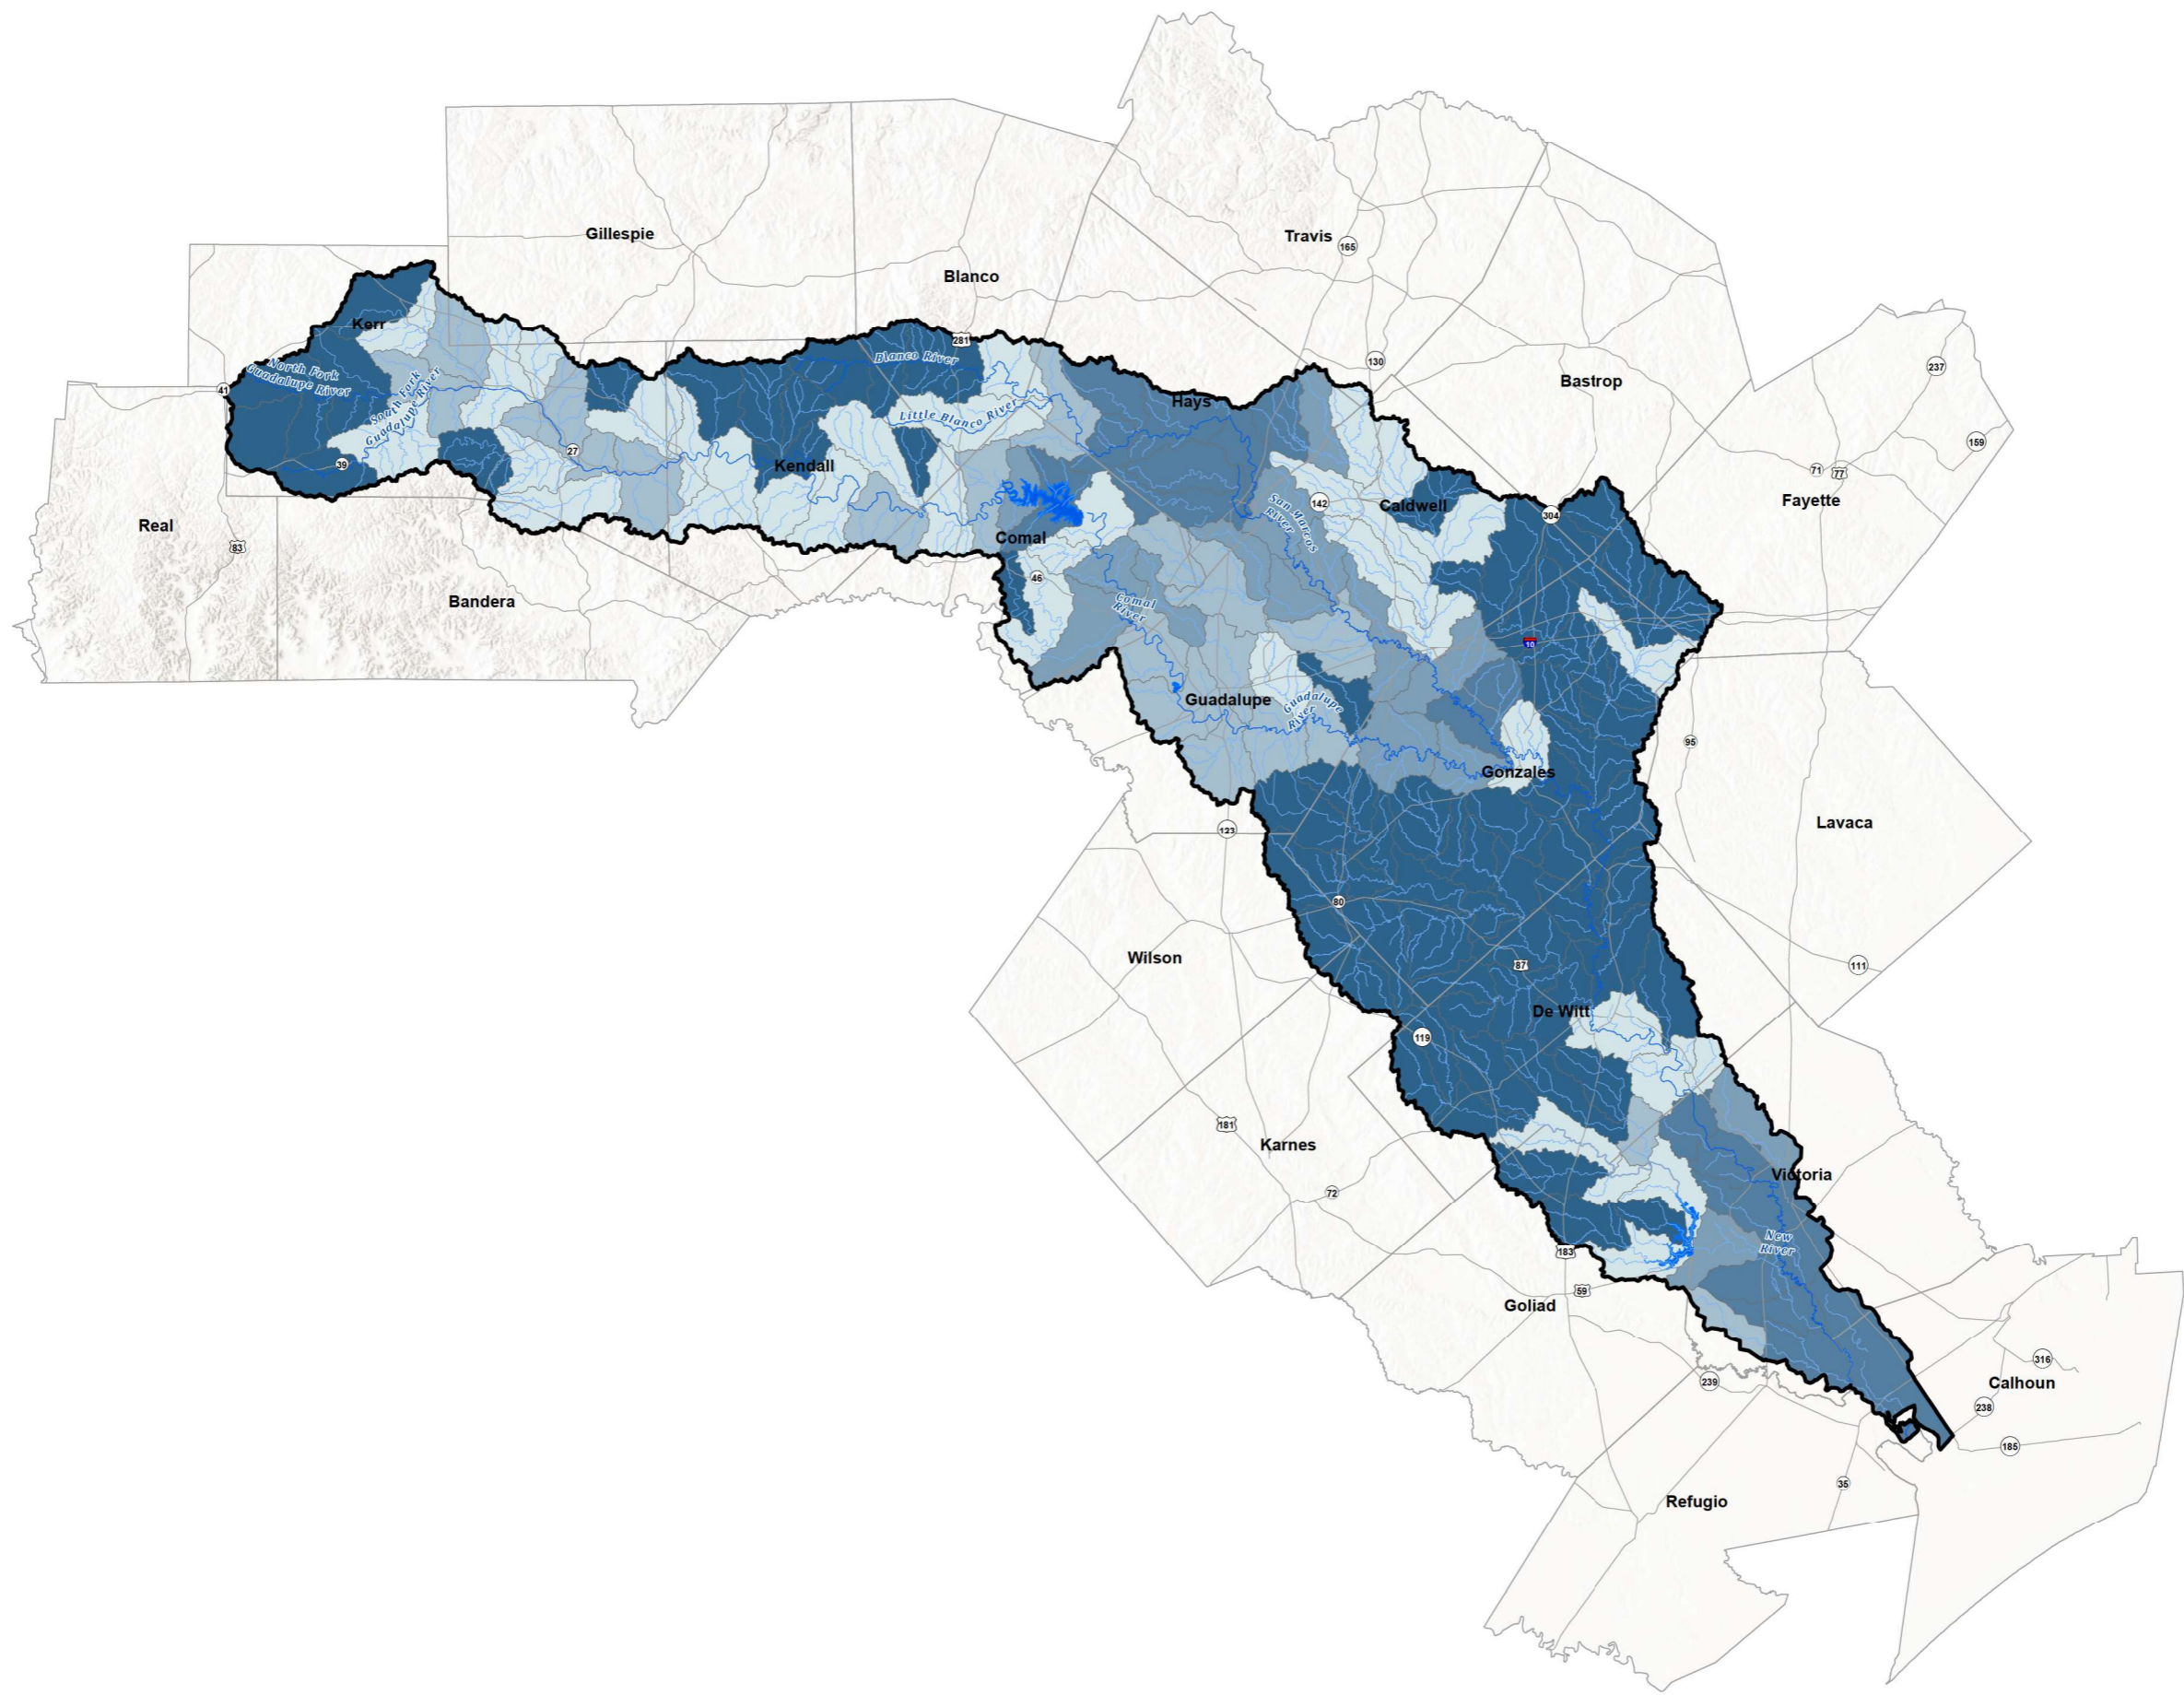 Gillespie
Travis
165
Blanco
Kerr
281
130
237
North Fork
Guadalupe River
Blanco River
41
Bastrop
South Fork
Guadalupe River
Little Blanco River
Hays
159
39
27
Kendall
71
77
Fayette
142
Caldwell
304
San Marcos
River
Real
83
Comal
46
Bandera
Comal
River
10
Guadalupe
Guadalupe
River
95
Gonzales
123
Lavaca
80
Wilson
87
111
De Witt
119
181
Karnes
72
Victoria
New
River
183
59
Goliad
316
239
Calhoun
238
185
35
Refugio